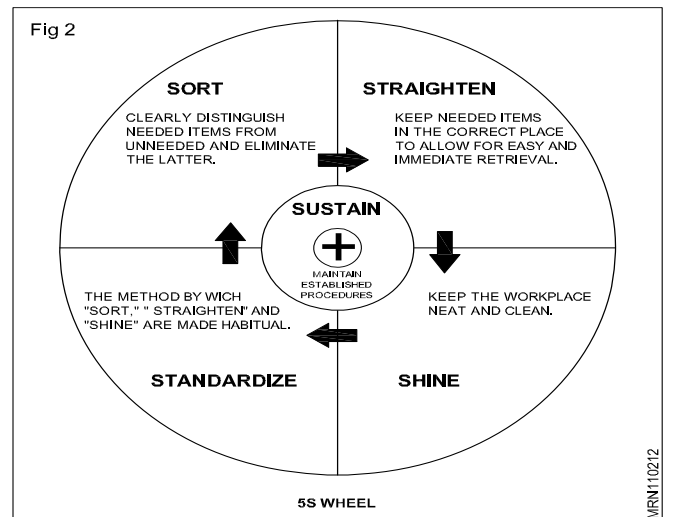 Fig 2
SORT
CLEARLY DISTINGUISH
NEEDED ITEMS FROM
UNNEEDED AND ELIMINATE
THE LATTER.
STRAIGHTEN
KEEP NEEDED ITEMS
IN THE CORRECT PLACE
TO ALLOW FOR EASY AND
IMMEDIATE RETRIEVAL.
SUSTAIN
MAINTAIN
ESTABLISHED
PROCEDURES
THE METHOD BY WICH
"SORT," " STRAIGHTEN" AND
"SHINE" ARE MADE HABITUAL.
STANDARDIZE
KEEP THE WORKPLACE
NEAT AND CLEAN.
SHINE
5S WHEEL
MRN110212